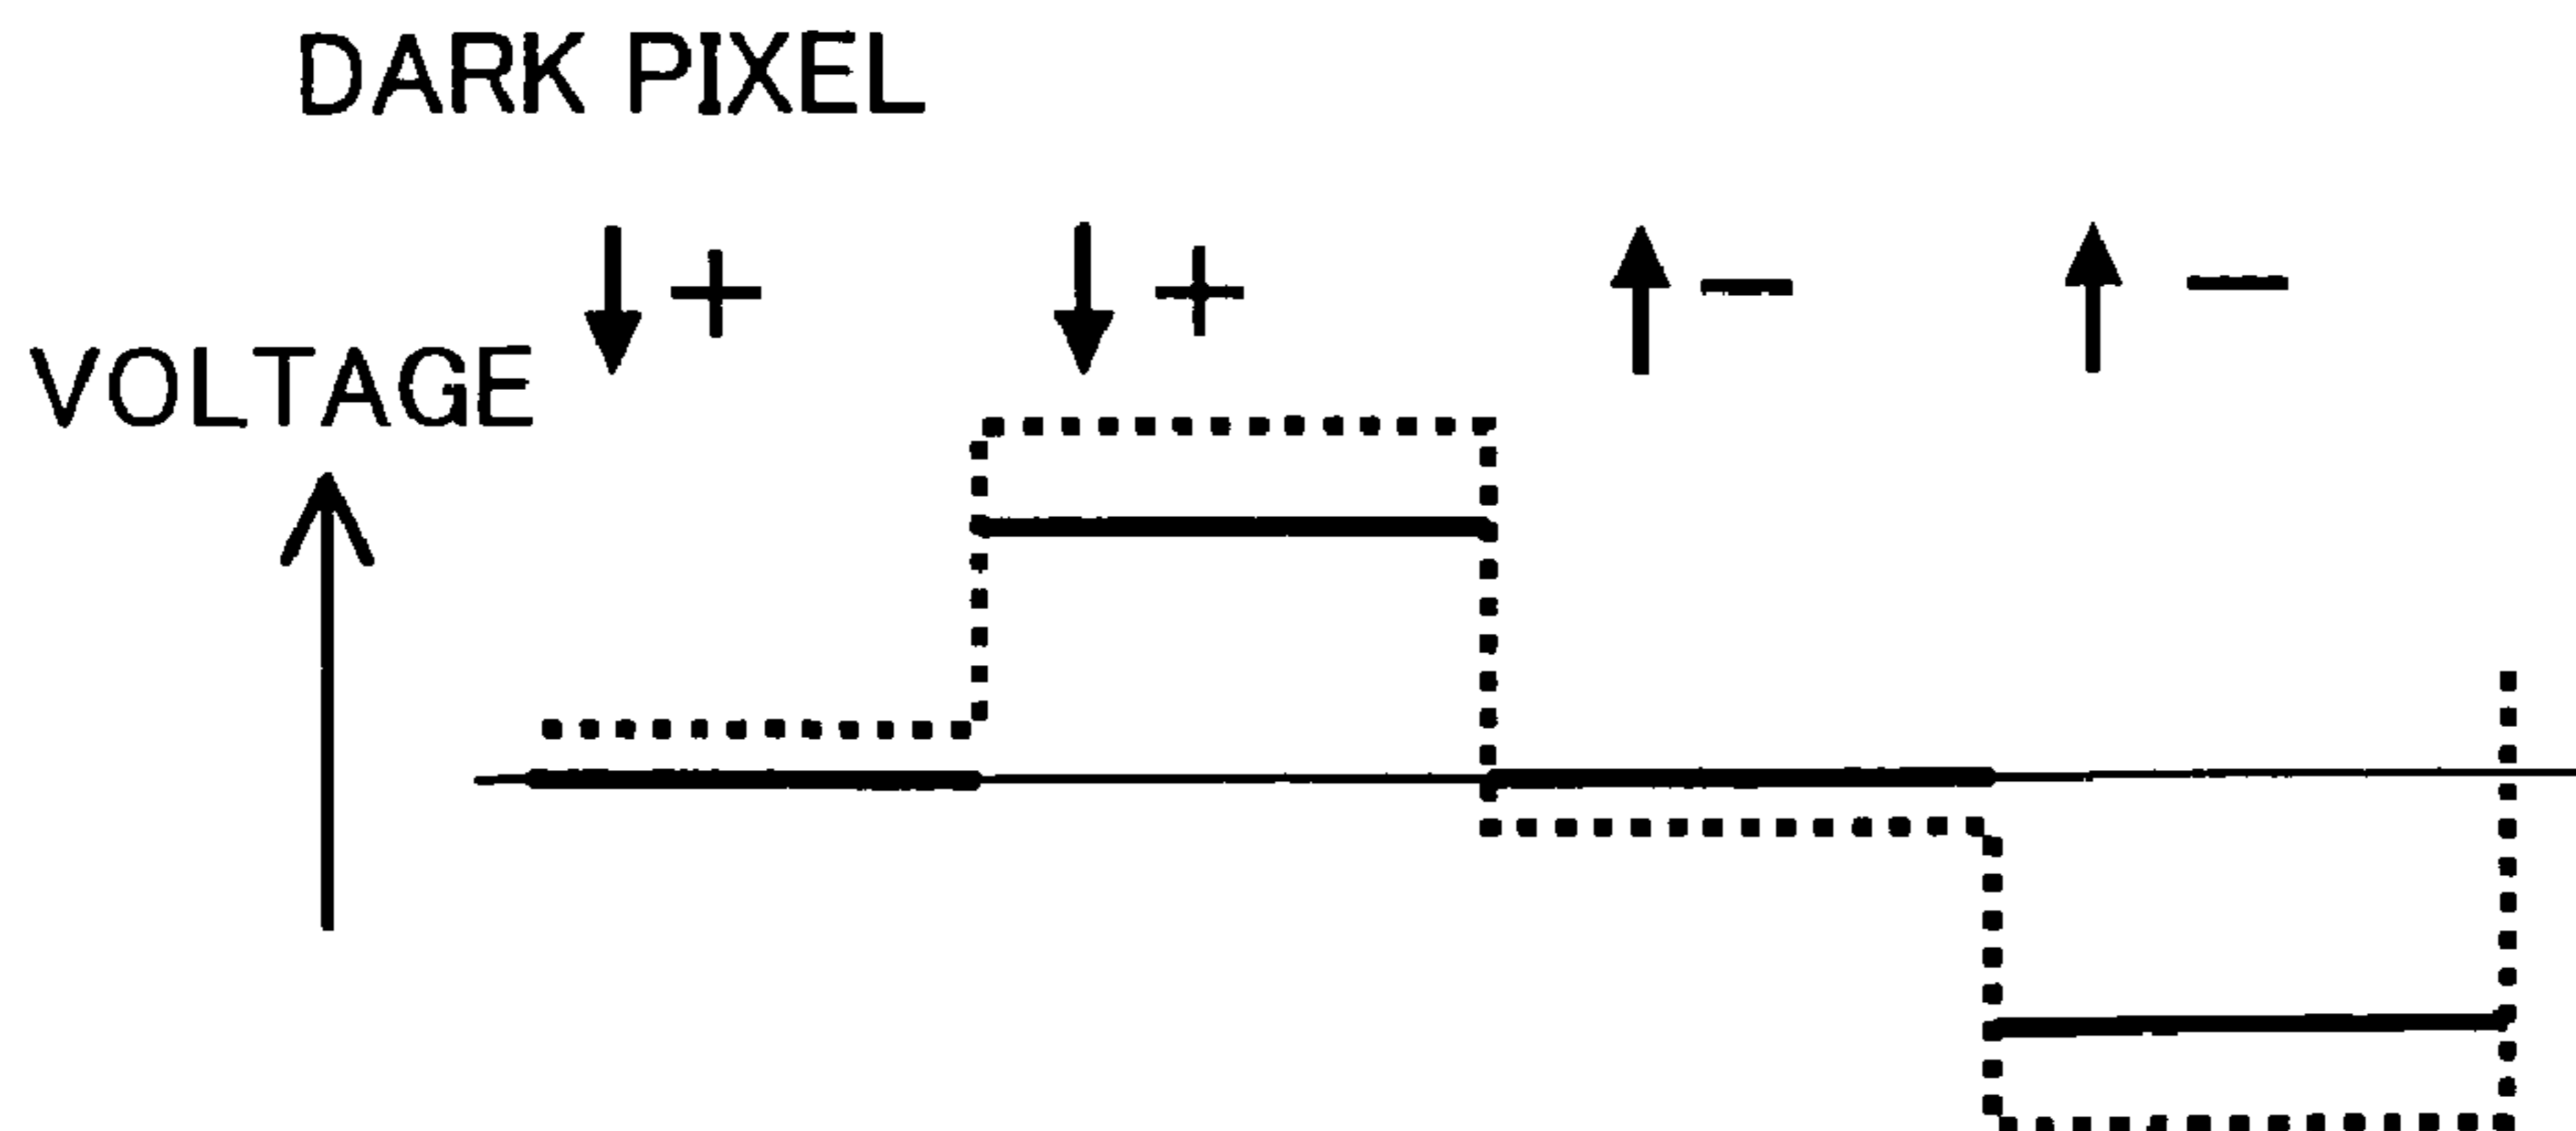 DARK PIXEL
+ + − −
VOLTAGE